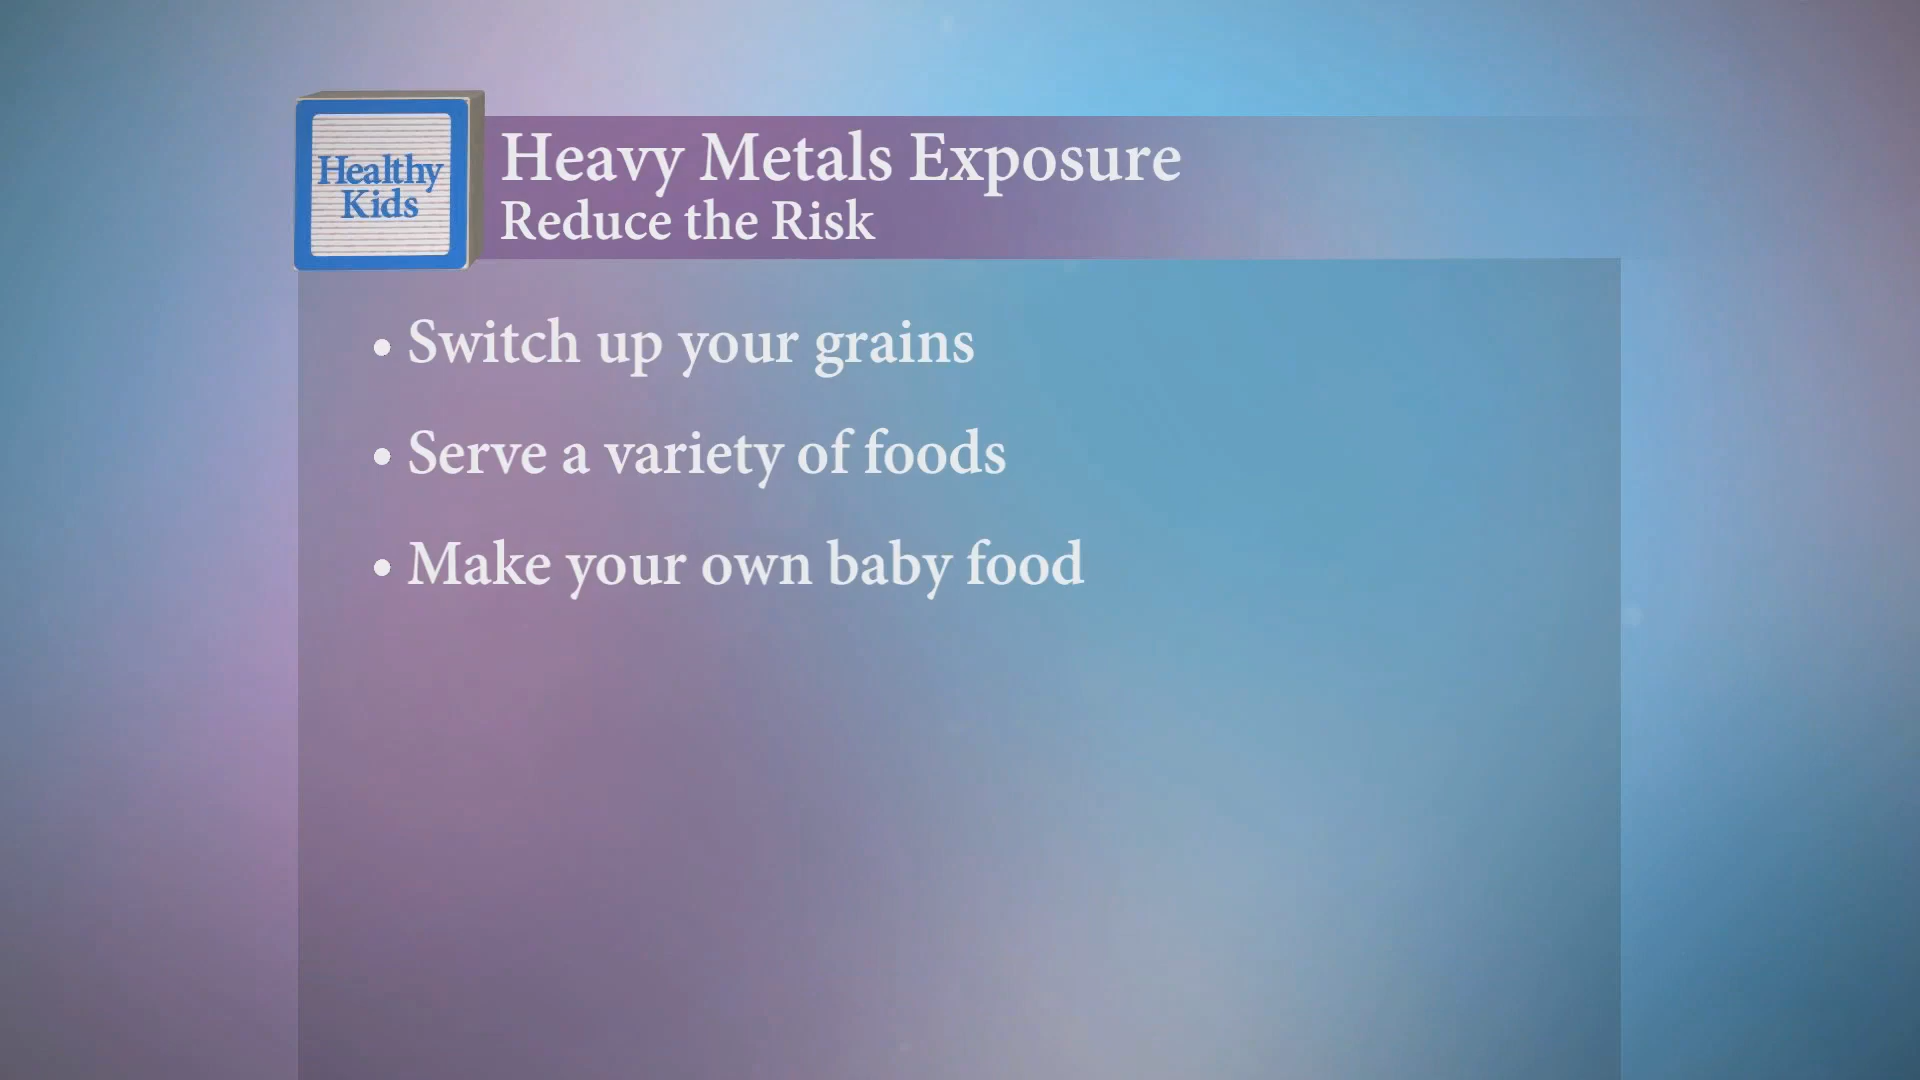 Healthy
Kids
Heavy Metals Exposure
Reduce the Risk
• Switch up your grains
• Serve a variety of foods
• Make your own baby food